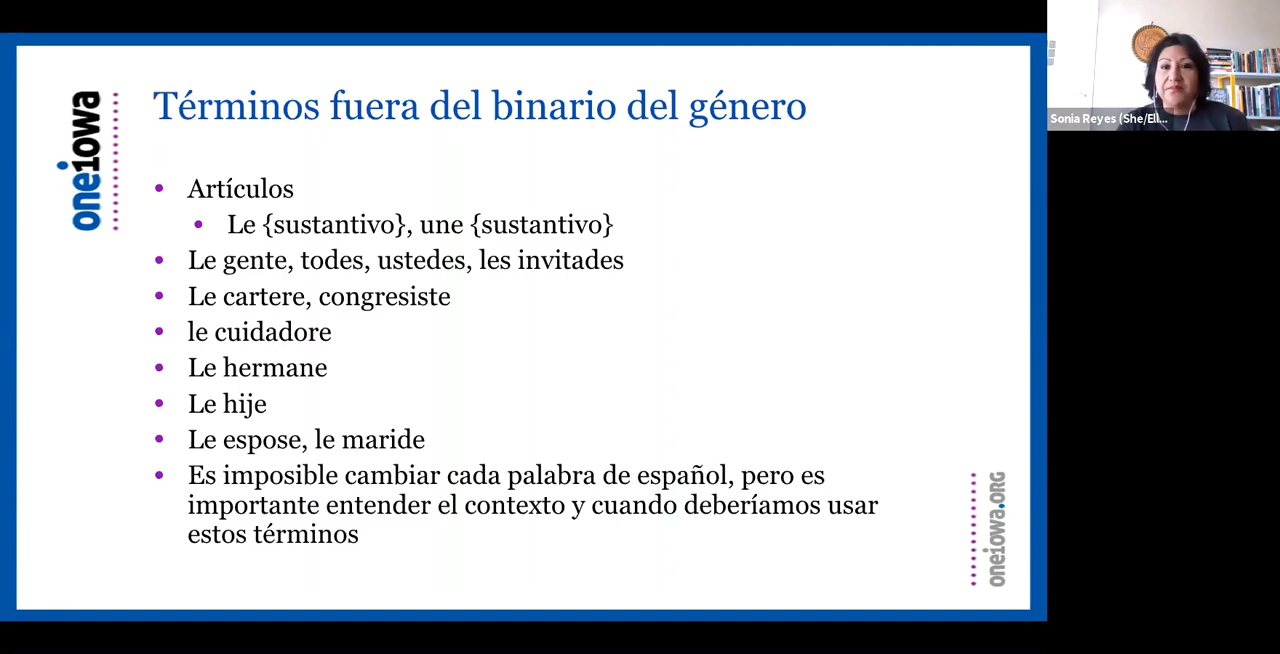 Términos fuera del binario del género
oneiowa
Artículos
Le {sustantivo}, une {sustantivo}
Le gente, todes, ustedes, les invitades
Le cartere, congresiste
le cuidadore
Le hermane
Le hije
Le espose, le maride
Es imposible cambiar cada palabra de español, pero es
importante entender el contexto y cuando deberíamos usar
estos términos
oneiowa.ORG
Sonia Reyes (She/Ell...